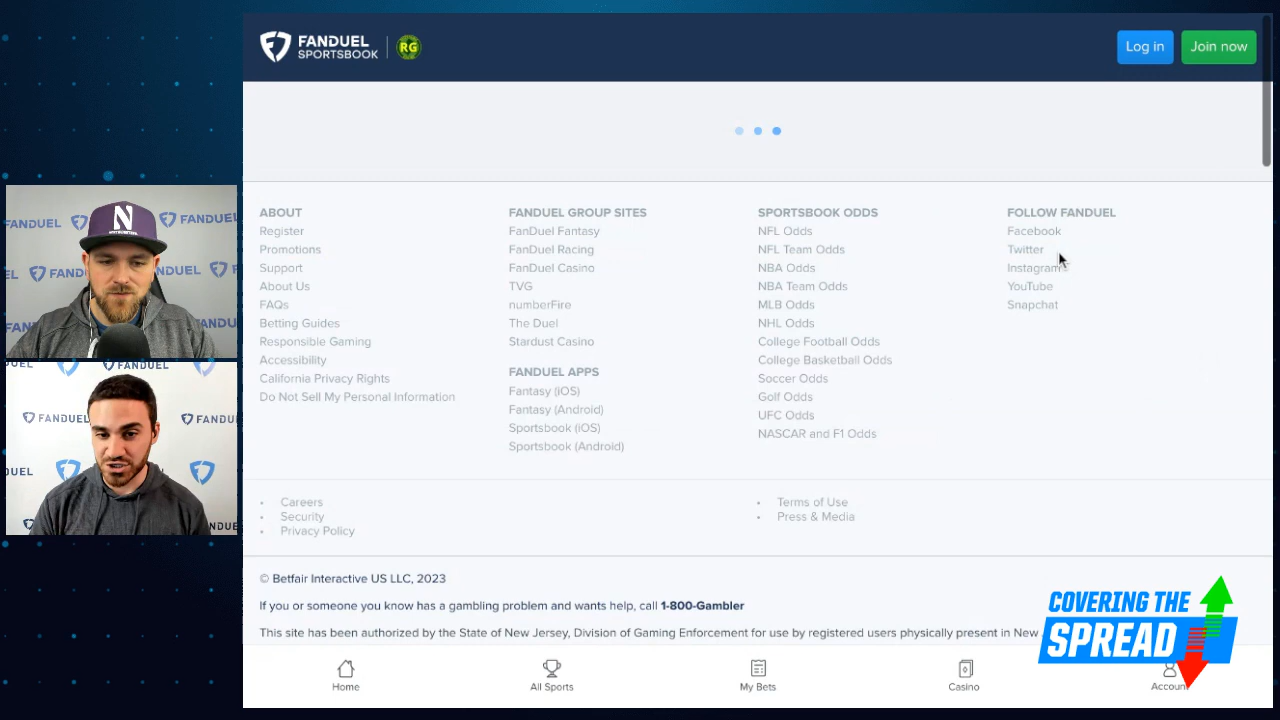 FANDUEL
SPORTSBOOK
RG
Log in
Join now
ABOUT
Register
Promotions
Support
About Us
FAQs
Betting Guides
Responsible Gaming
Accessibility
California Privacy Rights
Do Not Sell My Personal Information
FANDUEL GROUP SITES
FanDuel Fantasy
FanDuel Racing
FanDuel Casino
TVG
numberFire
The Duel
Stardust Casino
FANDUEL APPS
Fantasy (iOS)
Fantasy (Android)
Sportsbook (iOS)
Sportsbook (Android)
SPORTSBOOK ODDS
NFL Odds
NFL Team Odds
NBA Odds
NBA Team Odds
MLB Odds
NHL Odds
College Football Odds
College Basketball Odds
Soccer Odds
Golf Odds
UFC Odds
NASCAR and F1 Odds
FOLLOW FANDUEL
Facebook
Twitter
Instagram
YouTube
Snapchat
• Careers
• Security
• Privacy Policy
• Terms of Use
• Press & Media
© Betfair Interactive US LLC, 2023
If you or someone you know has a gambling problem and wants help, call 1-800-Gambler
This site has been authorized by the State of New Jersey, Division of Gaming Enforcement for use by registered users physically present in New
COVERING THE
SPREAD
Home
All Sports
My Bets
Casino
Account
N
FANDUEL
FANDUEL